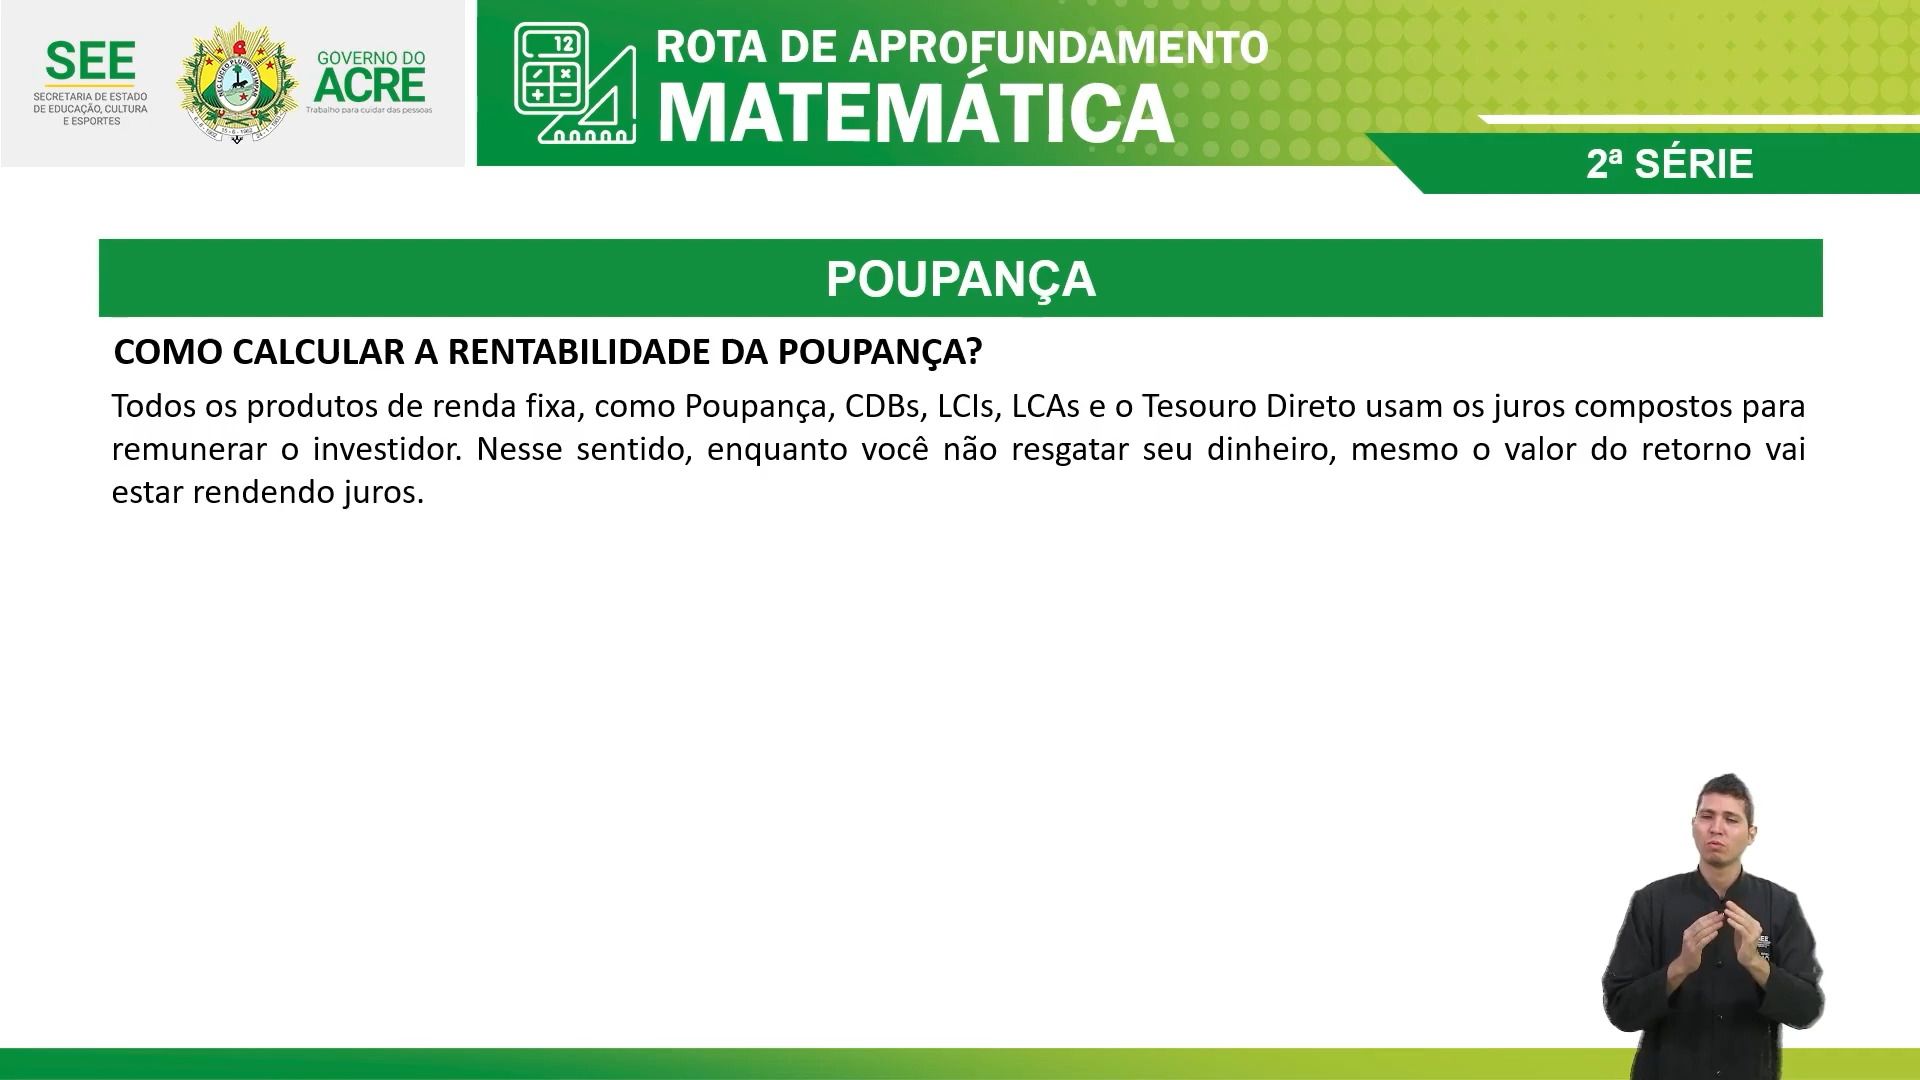 SEE
SECRETARIA DE ESTADO
DE EDUCAÇÃO, CULTURA
E ESPORTES
GOVERNO DO
ACRE
Trabalho para cuidar das pessoas
12
ROTA DE APROFUNDAMENTO
MATEMÁTICA
2ª SÉRIE
POUPANÇA
COMO CALCULAR A RENTABILIDADE DA POUPANÇA?
Todos os produtos de renda fixa, como Poupança, CDBs, LCIs, LCAs e o Tesouro Direto usam os juros compostos para
remunerar o investidor. Nesse sentido, enquanto você não resgatar seu dinheiro, mesmo o valor do retorno vai
estar rendendo juros.